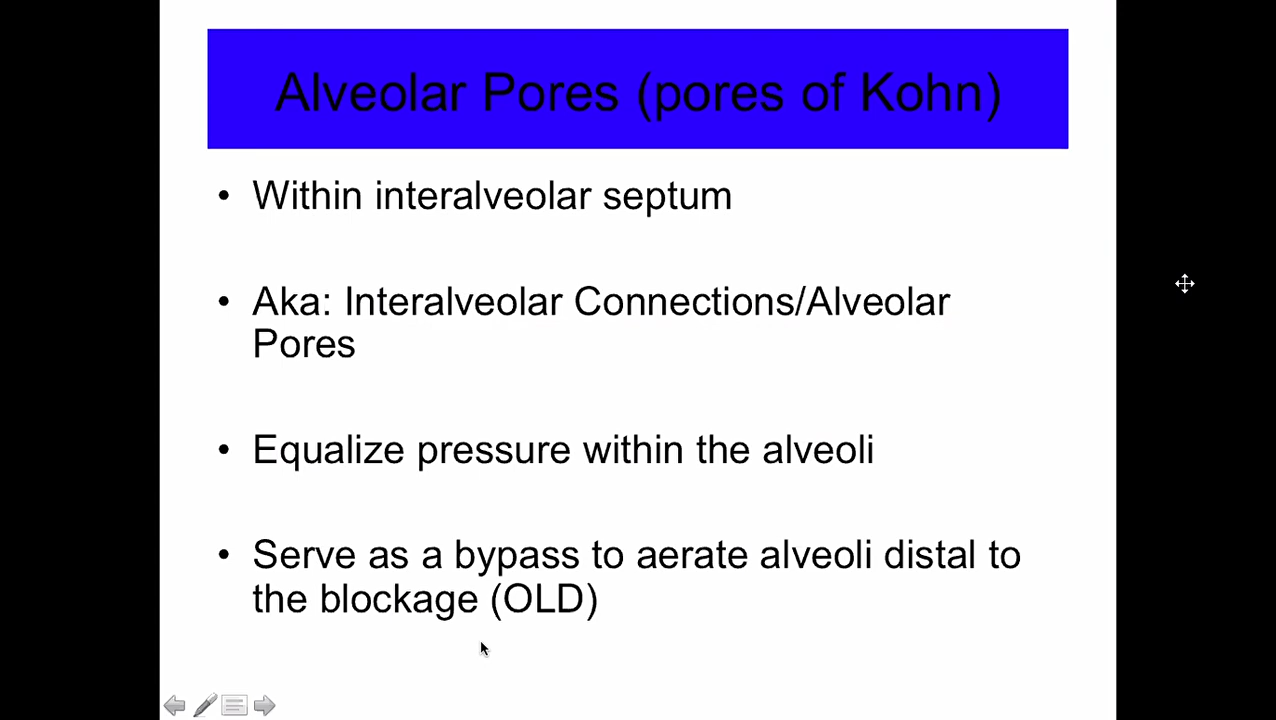 Alveolar Pores (pores of Kohn)
• Within interalveolar septum
• Aka: Interalveolar Connections/Alveolar
Pores
• Equalize pressure within the alveoli
• Serve as a bypass to aerate alveoli distal to
the blockage (OLD)